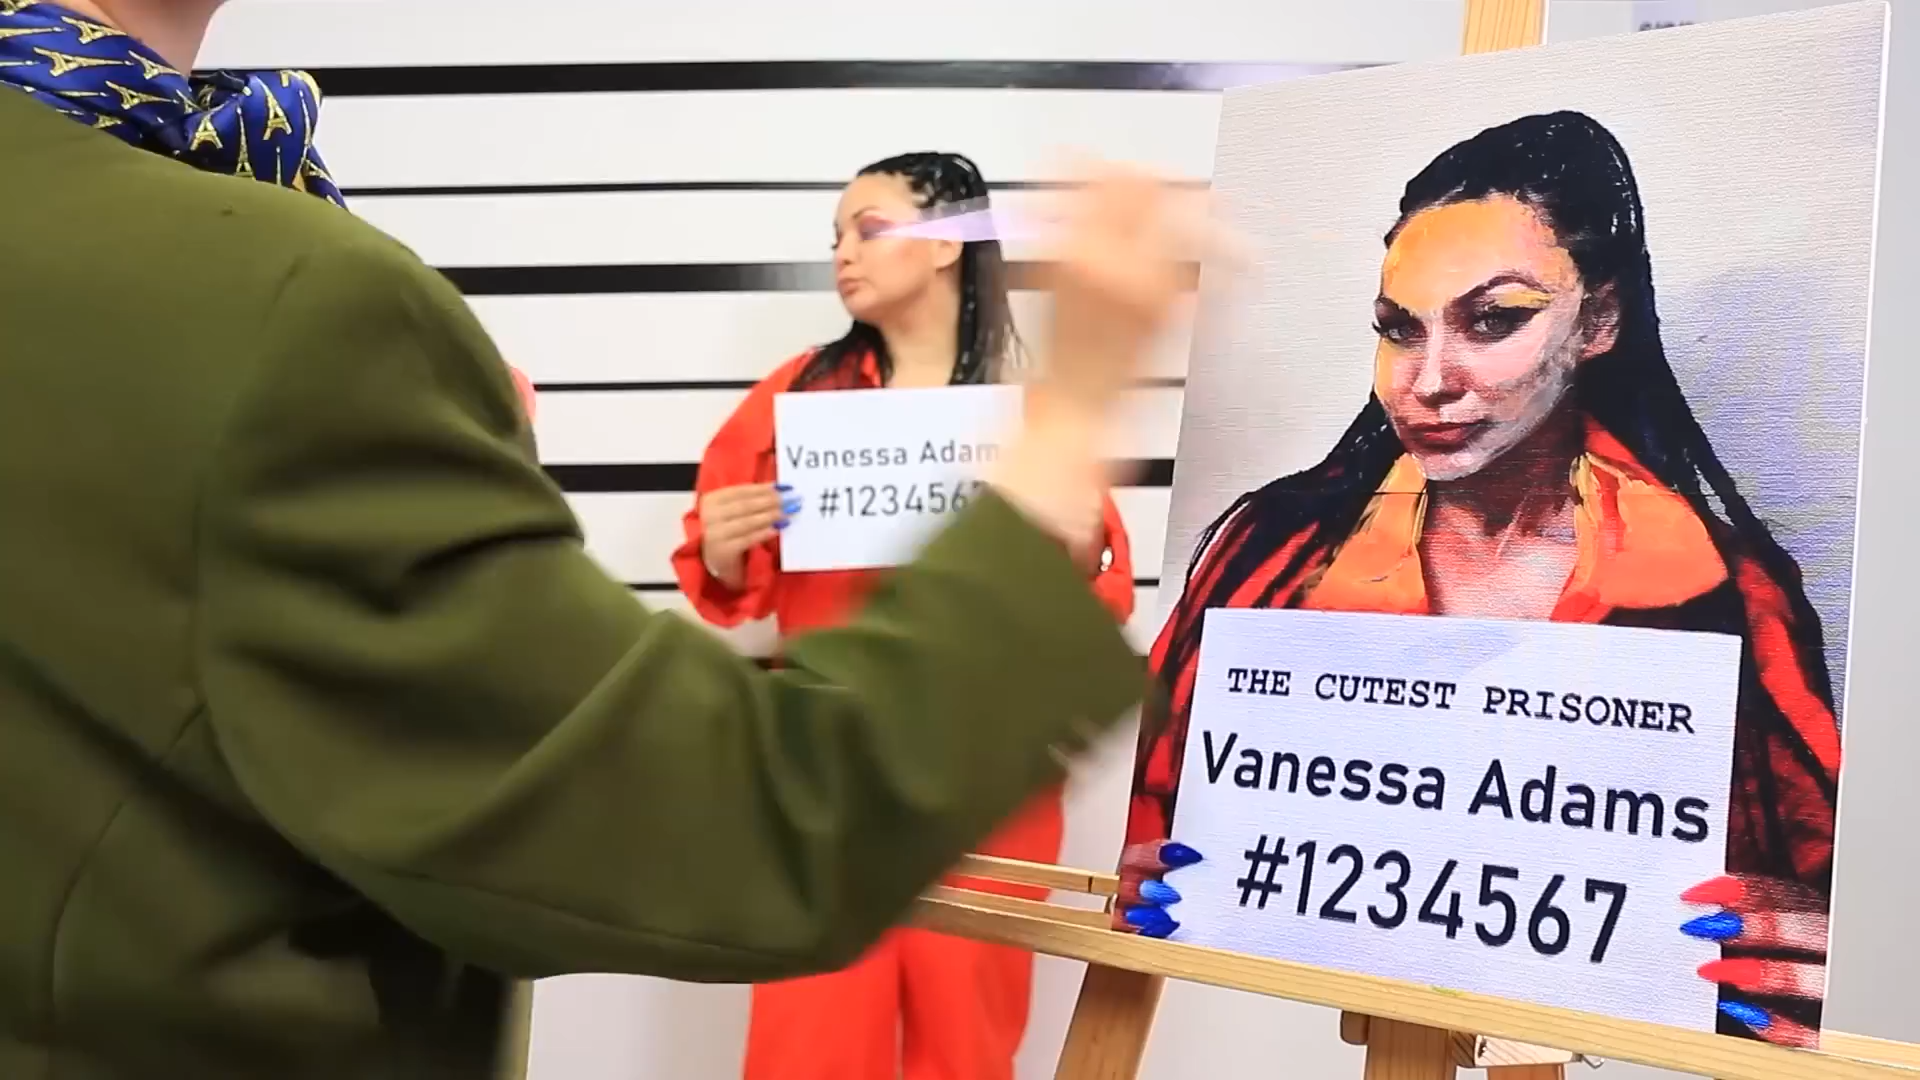 Vanessa Adam
#123456
THE CUTEST PRISONER
Vanessa Adams
#1234567